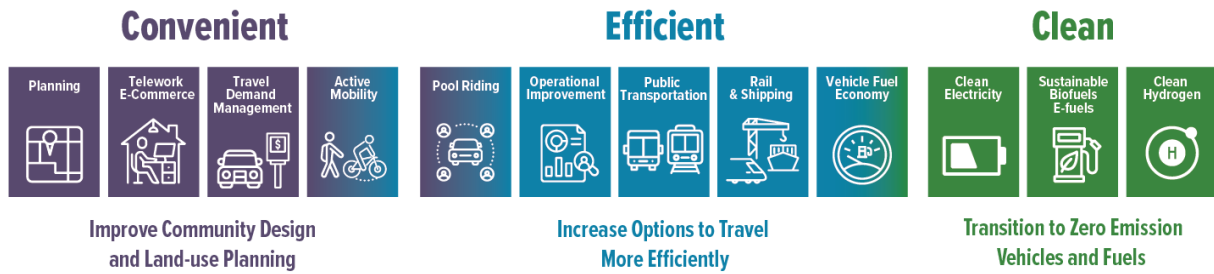 Convenient
Planning
Telework
E-Commerce
Travel
Demand
Management
$
Active
Mobility
Improve Community Design
and Land-use Planning
Efficient
Pool Riding
Operational
Improvement
Public
Transportation
Rail
& Shipping
Vehicle Fuel
Economy
Increase Options to Travel
More Efficiently
Clean
Clean
Electricity
Sustainable
Biofuels
E-fuels
Clean
Hydrogen
H
Transition to Zero Emission
Vehicles and Fuels